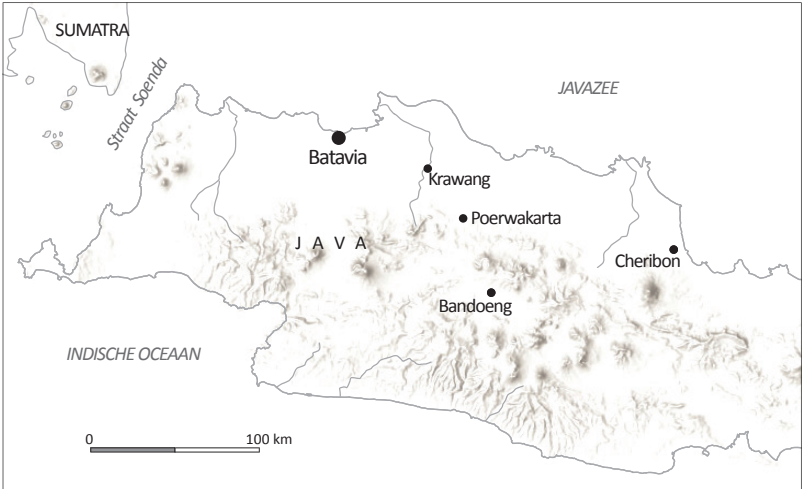 SUMATRA
Straat Soenda
JAVAZEE
Batavia
Krawang
Poerwakarta
J A V A
Cheribon
Bandoeng
INDISCHE OCEAAN
0 100 km